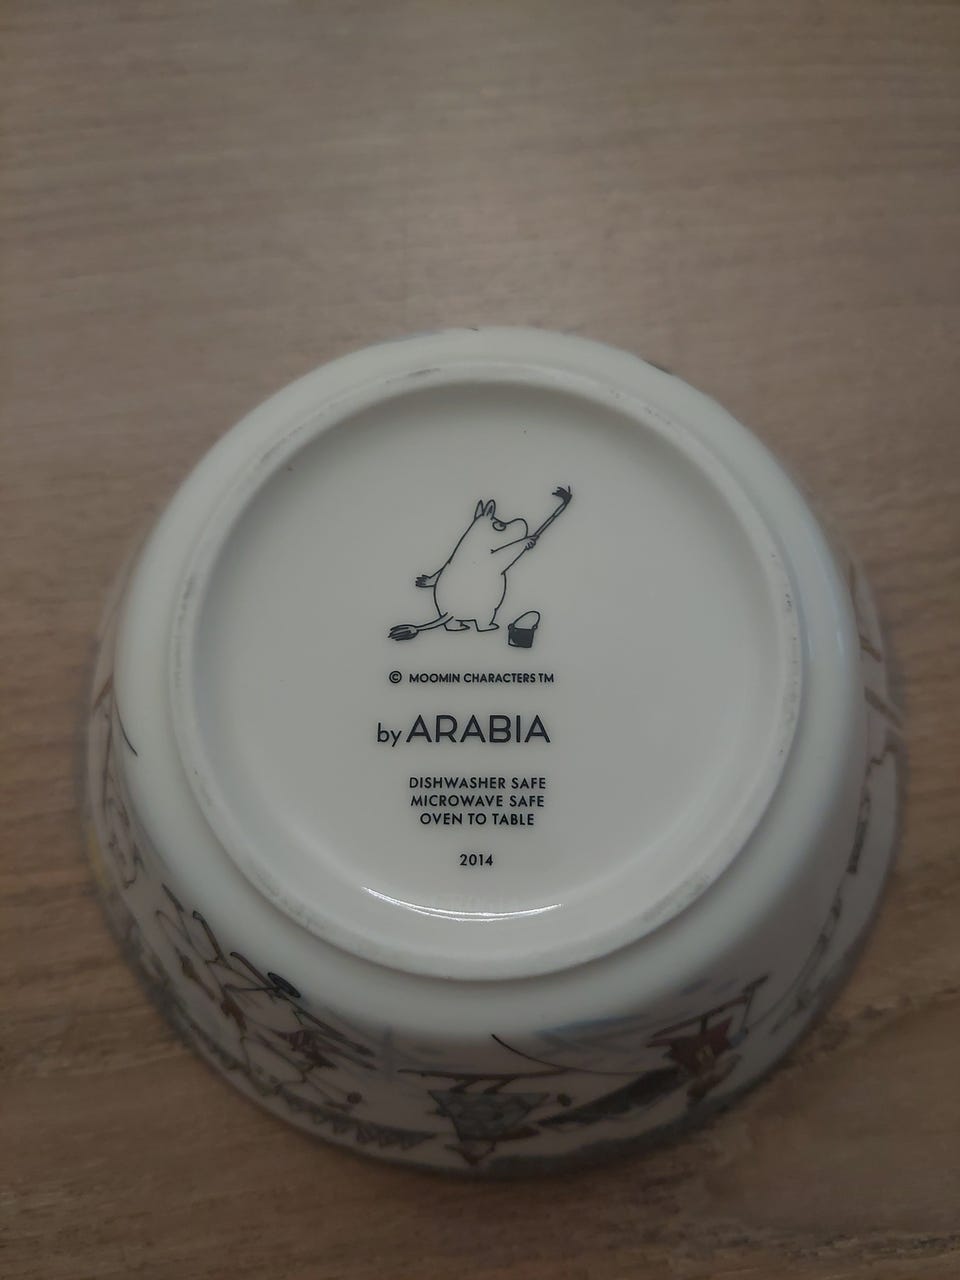 © MOOMIN CHARACTERS TM
by ARABIA
DISHWASHER SAFE
MICROWAVE SAFE
OVEN TO TABLE
2014